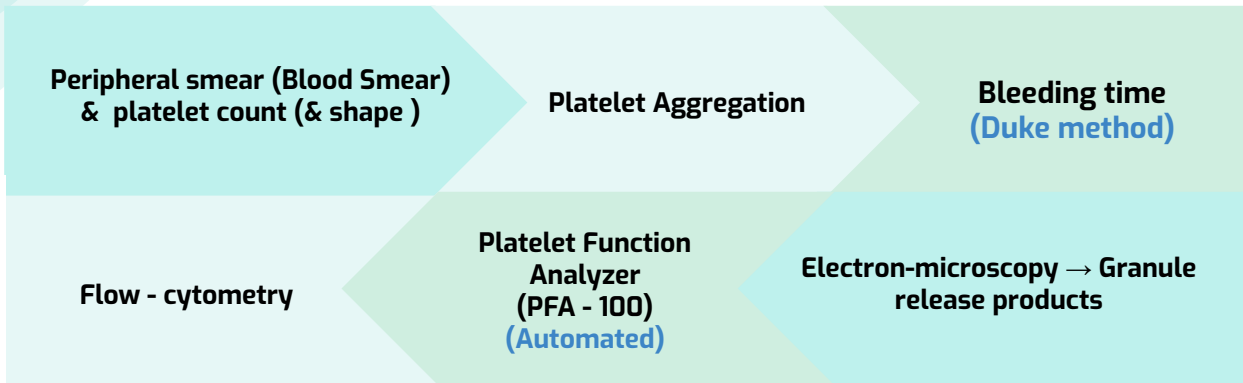 Peripheral smear (Blood Smear)
& platelet count (& shape )
Platelet Aggregation
Bleeding time
(Duke method)
Flow - cytometry
Platelet Function
Analyzer
(PFA - 100)
(Automated)
Electron-microscopy → Granule
release products